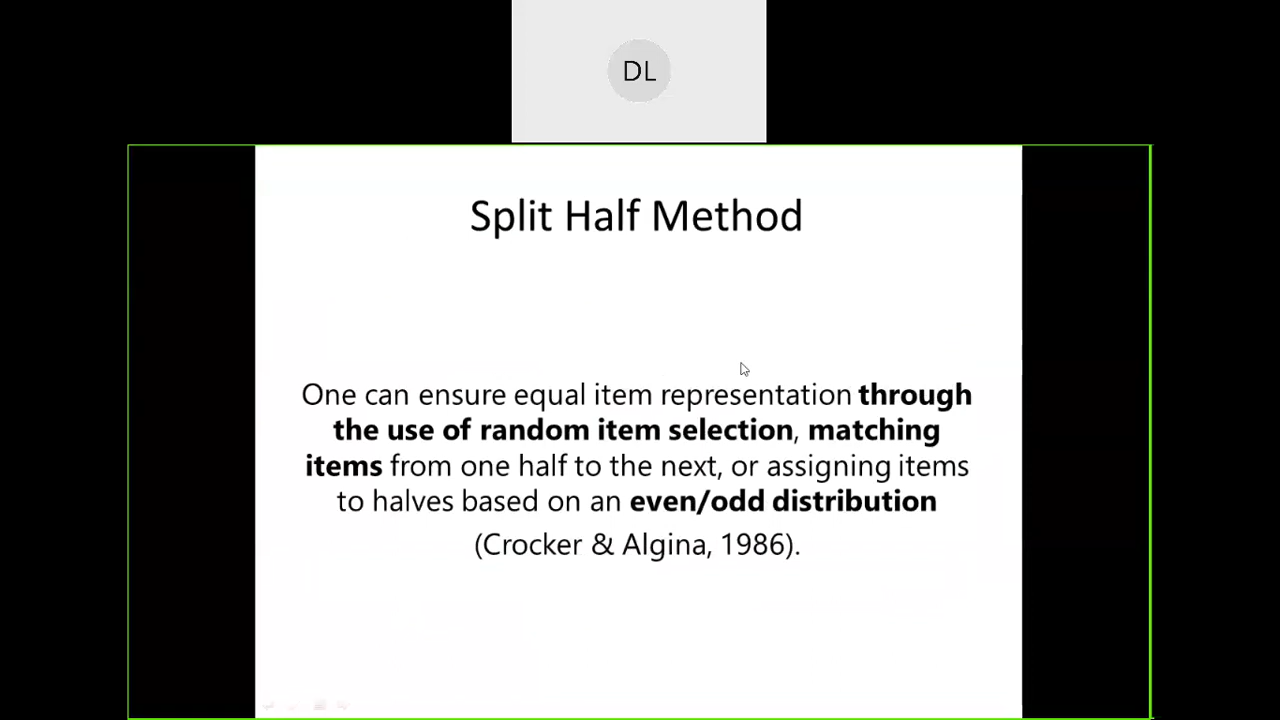 DL
Split Half Method
One can ensure equal item representation through
the use of random item selection, matching
items from one half to the next, or assigning items
to halves based on an even/odd distribution
(Crocker & Algina, 1986).